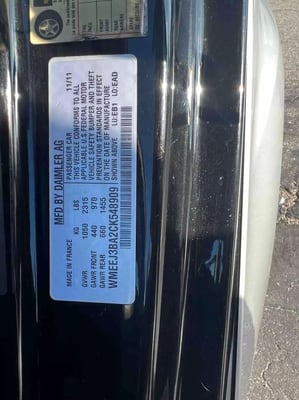 MFD BY DAIMLER AG
MADE IN FRANCE KG LBS
GVWR 1050 2315
GAWR FRONT 440 970
GAWR REAR 660 1455
WMEEJ3BA2CK548909
PASSENGER CAR 11/11
THIS VEHICLE CONFORMS TO ALL
APPLICABLE U.S FEDERAL MOTOR
VEHICLE SAFETY BUMPER AND THEFT
PREVENTION STANDARDS IN EFFECT
ON THE DATE OF MANUFACTURE
SHOWN ABOVE LU:EB1 LO:EAD